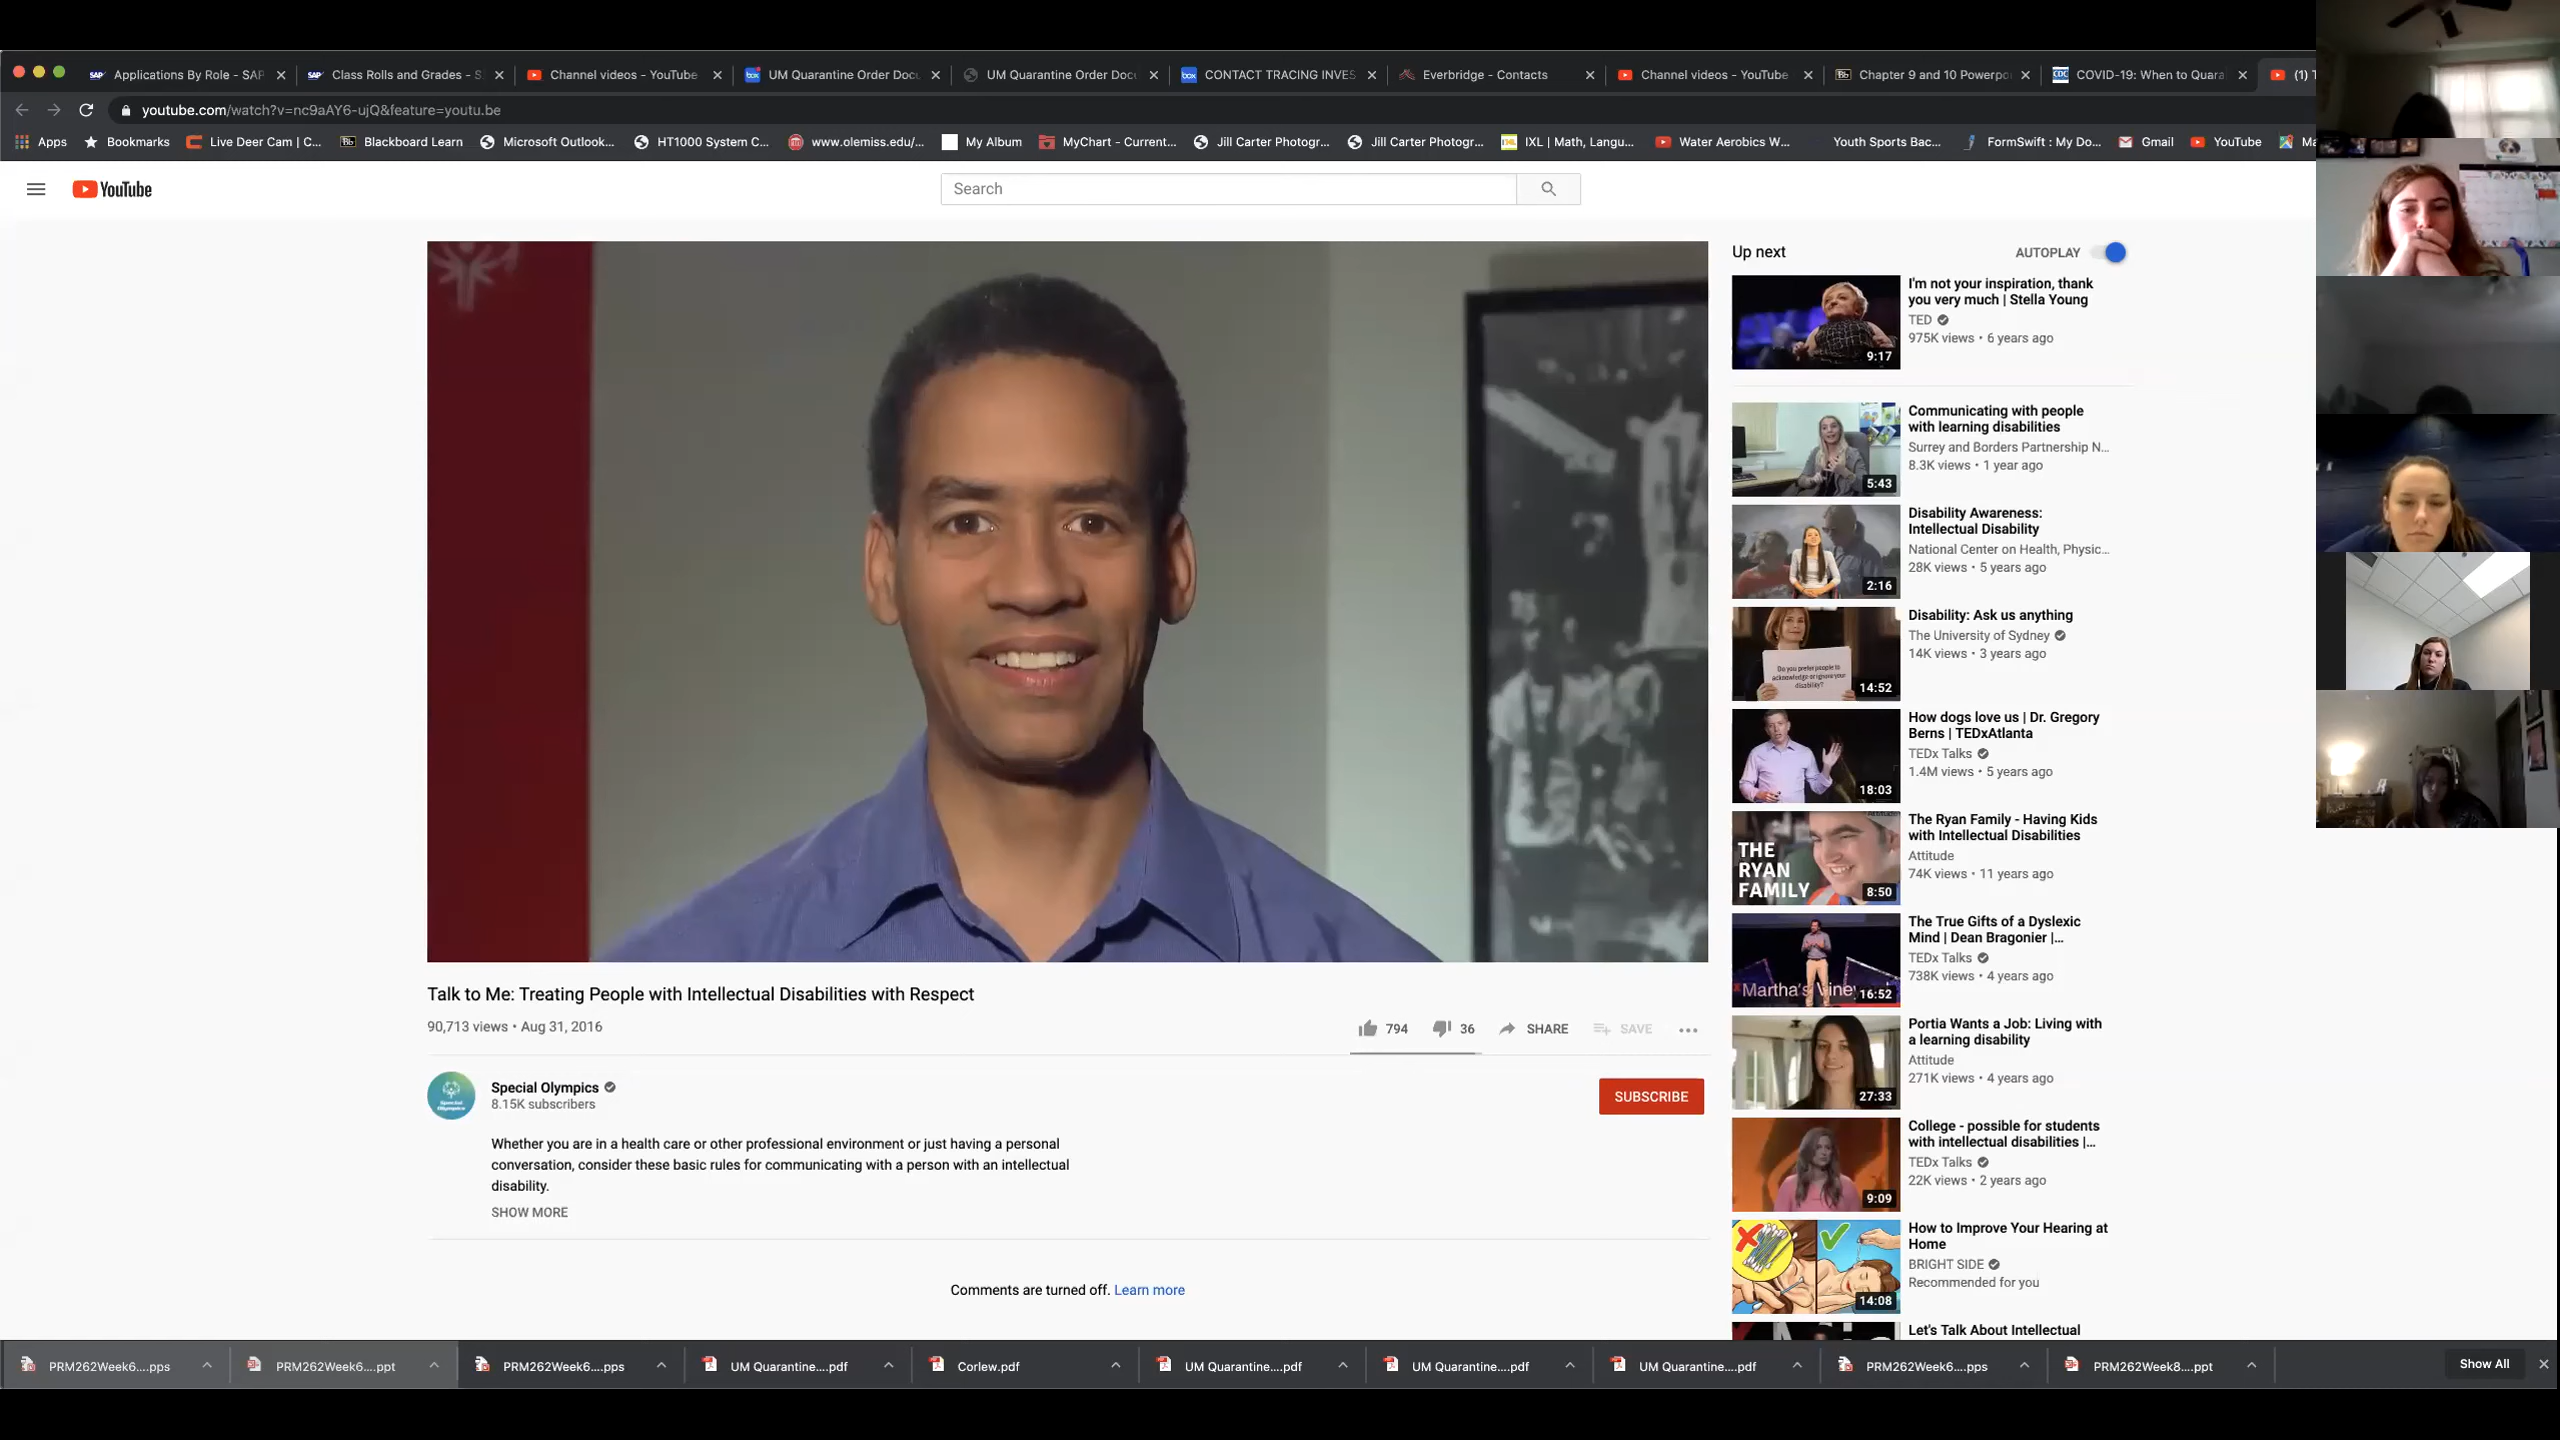 Applications By Role - SAP
Class Rolls and Grades - S
Channel videos - YouTube
UM Quarantine Order Docu
UM Quarantine Order Docu
CONTACT TRACING INVES
Everbridge - Contacts
Channel videos - YouTube
Chapter 9 and 10 Powerpo
COVID-19: When to Quara
(1) T
youtube.com/watch?v=nc9aAY6-ujQ&feature=youtu.be
Apps
Bookmarks
Live Deer Cam | C...
Blackboard Learn
Microsoft Outlook...
HT1000 System C...
www.olemiss.edu/...
My Album
MyChart - Current...
Jill Carter Photogr...
Jill Carter Photogr...
IXL | Math, Langu...
Water Aerobics W...
Youth Sports Bac...
FormSwift : My Do...
Gmail
YouTube
Ma
YouTube
Search
Talk to Me: Treating People with Intellectual Disabilities with Respect
90,713 views • Aug 31, 2016
794
36
SHARE
SAVE
Special Olympics
8.15K subscribers
SUBSCRIBE
Whether you are in a health care or other professional environment or just having a personal
conversation, consider these basic rules for communicating with a person with an intellectual
disability.
SHOW MORE
Comments are turned off. Learn more
Up next
AUTOPLAY
9:17
I'm not your inspiration, thank
you very much | Stella Young
TED
975K views • 6 years ago
5:43
Communicating with people
with learning disabilities
Surrey and Borders Partnership N...
8.3K views • 1 year ago
2:16
Disability Awareness:
Intellectual Disability
National Center on Health, Physic...
28K views • 5 years ago
Do you prefer people to
acknowledge or ignore your
disability?
14:52
Disability: Ask us anything
The University of Sydney
14K views • 3 years ago
18:03
How dogs love us | Dr. Gregory
Berns | TEDxAtlanta
TEDx Talks
1.4M views • 5 years ago
THE
RYAN
FAMILY
8:50
The Ryan Family - Having Kids
with Intellectual Disabilities
Attitude
74K views • 11 years ago
Martha's Vine
16:52
The True Gifts of a Dyslexic
Mind | Dean Bragonier |...
TEDx Talks
738K views • 4 years ago
27:33
Portia Wants a Job: Living with
a learning disability
Attitude
271K views • 4 years ago
9:09
College - possible for students
with intellectual disabilities |...
TEDx Talks
22K views • 2 years ago
14:08
How to Improve Your Hearing at
Home
BRIGHT SIDE
Recommended for you
Let's Talk About Intellectual
PRM262Week6....pps
PRM262Week6....ppt
PRM262Week6....pps
UM Quarantine....pdf
Corlew.pdf
UM Quarantine....pdf
UM Quarantine....pdf
UM Quarantine....pdf
PRM262Week6....pps
PRM262Week8....ppt
Show All